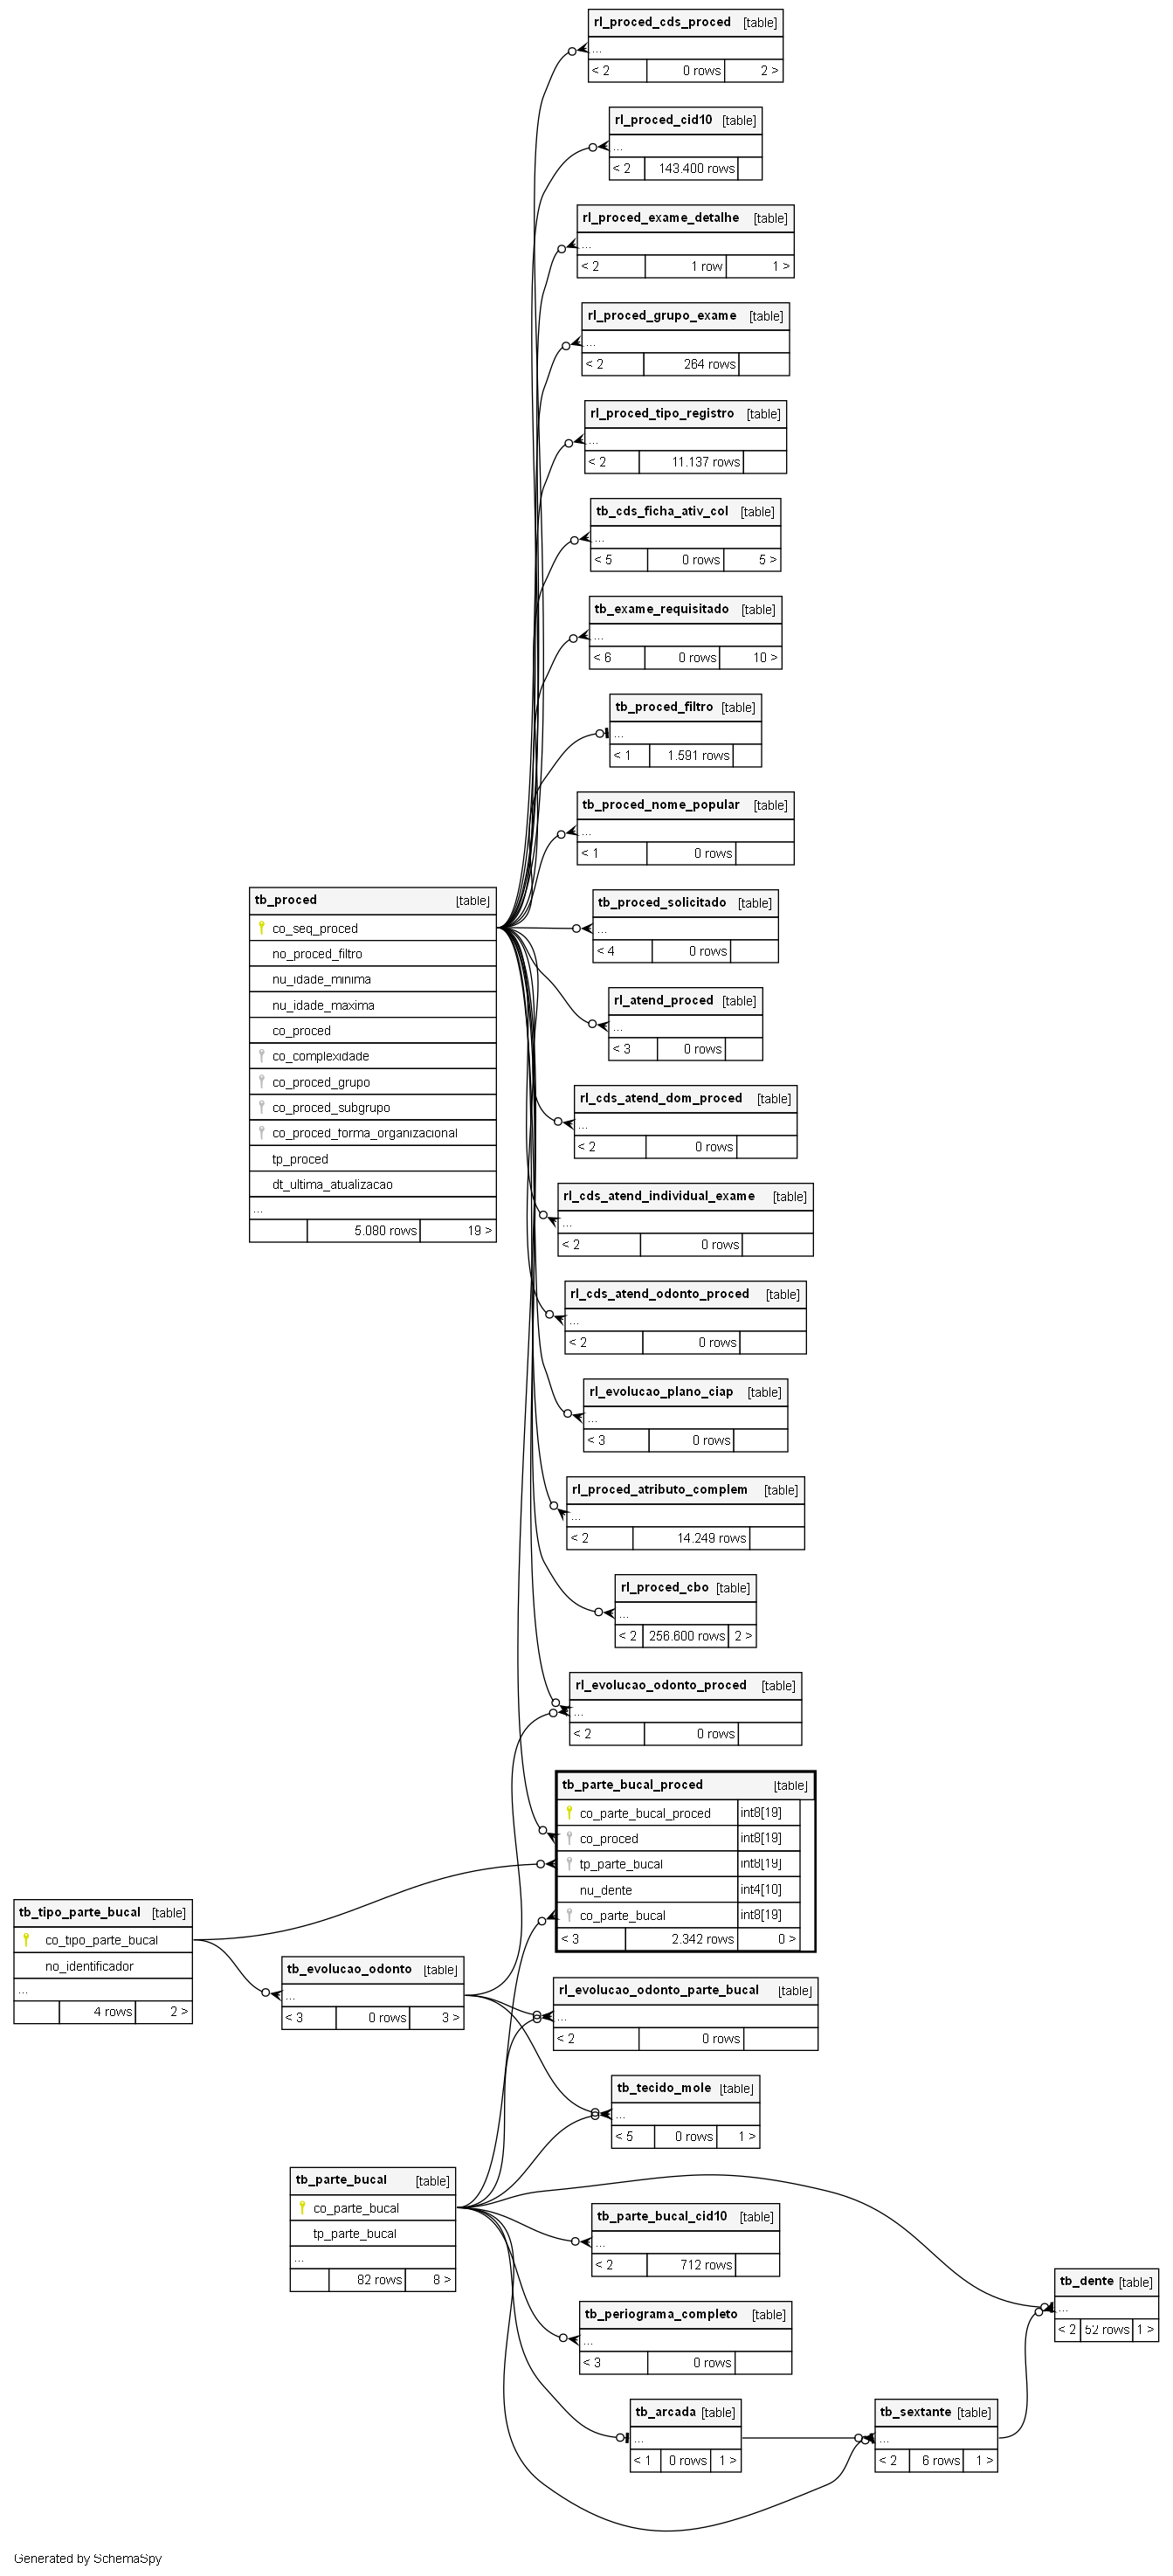 rl_proced_cds_proced [table]
...
< 2 0 rows 2 >
rl_proced_cid10 [table]
...
< 2 143.400 rows
rl_proced_exame_detalhe [table]
...
< 2 1 row 1 >
rl_proced_grupo_exame [table]
...
< 2 264 rows
rl_proced_tipo_registro [table]
...
< 2 11.137 rows
tb_cds_ficha_ativ_col [table]
...
< 5 0 rows 5 >
tb_exame_requisitado [table]
...
< 6 0 rows 10 >
tb_proced_filtro [table]
...
< 1 1.591 rows
tb_proced_nome_popular [table]
...
< 1 0 rows
tb_proced [table]
co_seq_proced
no_proced_filtro
nu_idade_minima
nu_idade_maxima
co_proced
co_complexidade
co_proced_grupo
co_proced_subgrupo
co_proced_forma_organizacional
tp_proced
dt_ultima_atualizacao
...
5.080 rows 19 >
tb_proced_solicitado [table]
...
< 4 0 rows
rl_atend_proced [table]
...
< 3 0 rows
rl_cds_atend_dom_proced [table]
...
< 2 0 rows
rl_cds_atend_individual_exame [table]
...
< 2 0 rows
rl_cds_atend_odonto_proced [table]
...
< 2 0 rows
rl_evolucao_plano_ciap [table]
...
< 3 0 rows
rl_proced_atributo_complem [table]
...
< 2 14.249 rows
rl_proced_cbo [table]
...
< 2 256.600 rows 2 >
rl_evolucao_odonto_proced [table]
...
< 2 0 rows
tb_parte_bucal_proced [table]
co_parte_bucal_proced int8[19]
co_proced int8[19]
tp_parte_bucal int8[19]
nu_dente int4[10]
co_parte_bucal int8[19]
< 3 2.342 rows 0 >
tb_tipo_parte_bucal [table]
co_tipo_parte_bucal
no_identificador
...
4 rows 2 >
tb_evolucao_odonto [table]
...
< 3 0 rows 3 >
rl_evolucao_odonto_parte_bucal [table]
...
< 2 0 rows
tb_tecido_mole [table]
...
< 5 0 rows 1 >
tb_parte_bucal [table]
co_parte_bucal
tp_parte_bucal
...
82 rows 8 >
tb_parte_bucal_cid10 [table]
...
< 2 712 rows
tb_dente [table]
...
< 2 52 rows 1 >
tb_periograma_completo [table]
...
< 3 0 rows
tb_arcada [table]
...
< 1 0 rows 1 >
tb_sextante [table]
...
< 2 6 rows 1 >
Generated by SchemaSpy